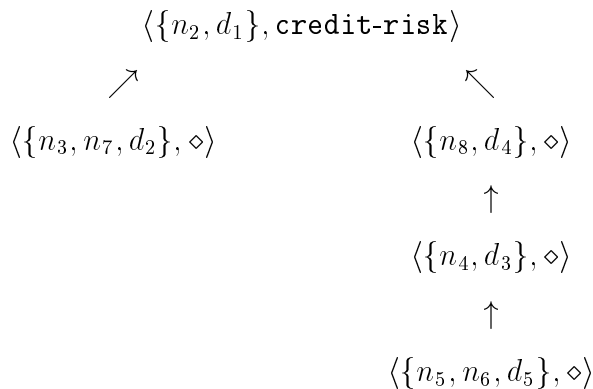 ⟨{n₂, d₁}, credit-risk⟩
↗ ↖
⟨{n₃, n₇, d₂}, ⋄⟩ ⟨{n₈, d₄}, ⋄⟩
↑
⟨{n₄, d₃}, ⋄⟩
↑
⟨{n₅, n₆, d₅}, ⋄⟩